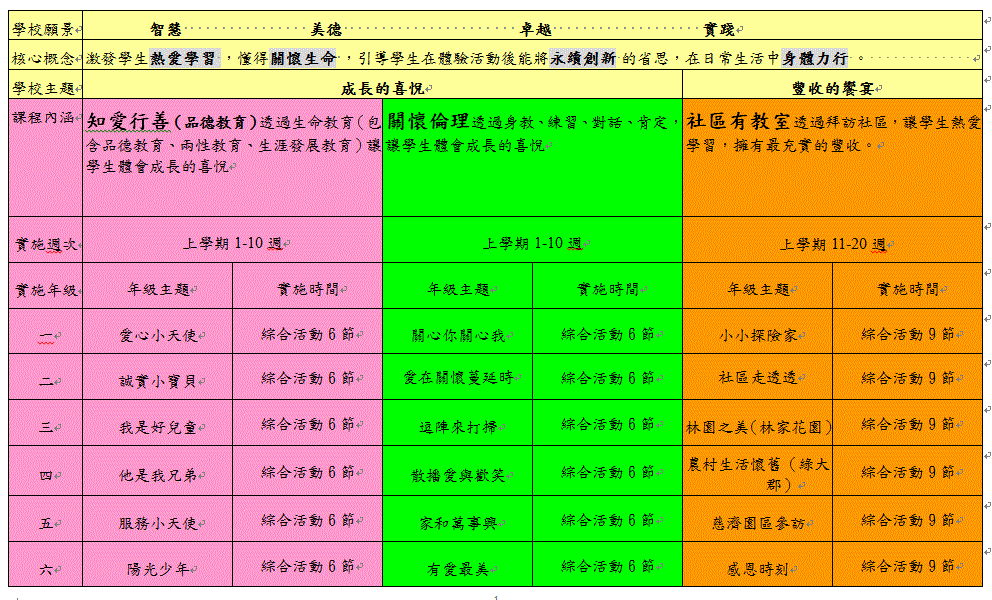 學校願景 智慧 美德 卓越 實踐
核心概念 激發學生熱愛學習，懂得關懷生命，引導學生在體驗活動後能將永續創新的省思，在日常生活中身體力行。
學校主題 成長的喜悅 豐收的饗宴
課程內涵
知愛行善(品德教育)透過生命教育(包
含品德教育、兩性教育、生涯發展教育)讓
學生體會成長的喜悅
關懷倫理透過身教、練習、對話、肯定，
讓學生體會成長的喜悅
社區有教室透過拜訪社區，讓學生熱愛
學習，擁有最充實的豐收。
實施週次 上學期 1-10 週 上學期 1-10 週 上學期 11-20 週
實施年級 年級主題 實施時間 年級主題 實施時間 年級主題 實施時間
一 愛心小天使 綜合活動 6 節 關心你關心我 綜合活動 6 節 小小探險家 綜合活動 9 節
二 誠實小寶貝 綜合活動 6 節 愛在關懷蔓延時 綜合活動 6 節 社區走透透 綜合活動 9 節
三 我是好兒童 綜合活動 6 節 逗陣來打掃 綜合活動 6 節 林園之美(林家花園) 綜合活動 9 節
四 他是我兄弟 綜合活動 6 節 散播愛與歡笑 綜合活動 6 節 農村生活懷舊（綠大
郡） 綜合活動 9 節
五 服務小天使 綜合活動 6 節 家和萬事興 綜合活動 6 節 慈濟園區參訪 綜合活動 9 節
六 陽光少年 綜合活動 6 節 有愛最美 綜合活動 6 節 感恩時刻 綜合活動 9 節